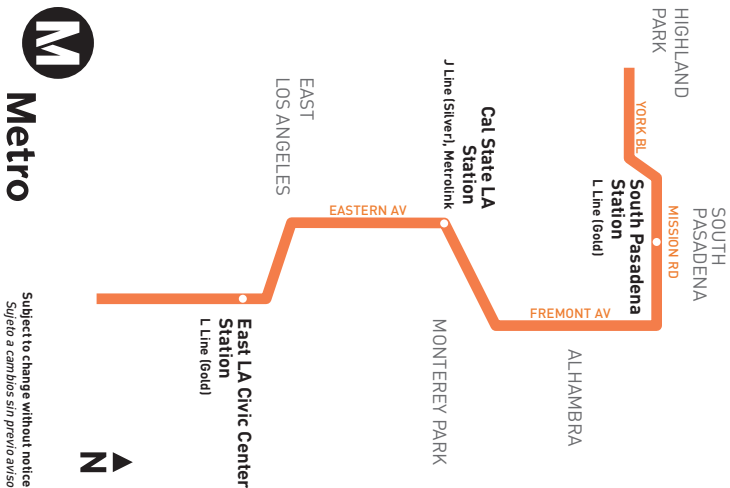 HIGHLAND
PARK
YORK BL
SOUTH
PASADENA
MISSION RD
South Pasadena
Station
L Line (Gold)
FREMONT AV
ALHAMBRA
Cal State LA
Station
J Line (Silver), Metrolink
EASTERN AV
MONTEREY PARK
EAST
LOS ANGELES
East LA Civic Center
Station
L Line (Gold)
N
M
Metro
Subject to change without notice
Sujeto a cambios sin previo aviso